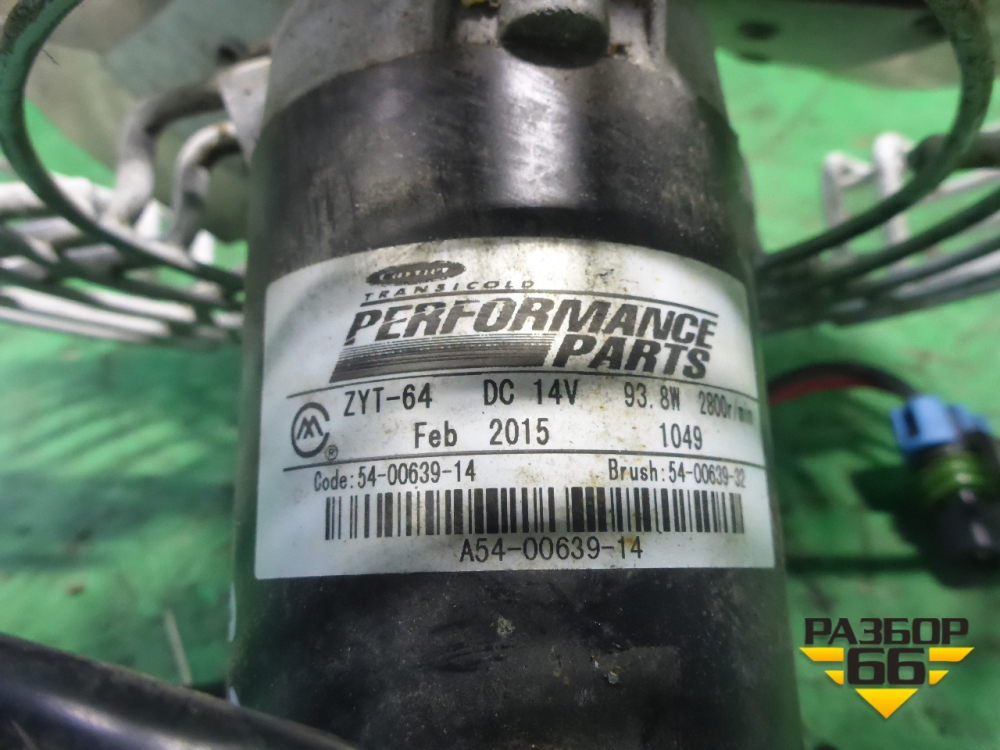 Carrier
TRANSICOLD
PERFORMANCE
PARTS
ZYT-64 DC 14V 93.8W 2800r/min
Feb 2015 1049
Code:54-00639-14 Brush:54-00639-32
A54-00639-14
РАЗБОР
66